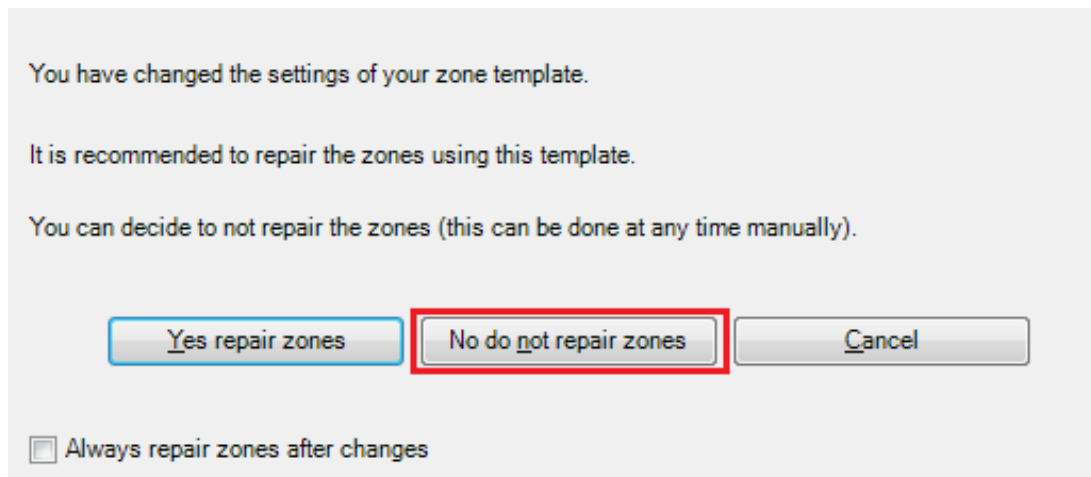 You have changed the settings of your zone template.
It is recommended to repair the zones using this template.
You can decide to not repair the zones (this can be done at any time manually).
Yes repair zones
No do not repair zones
Cancel
Always repair zones after changes